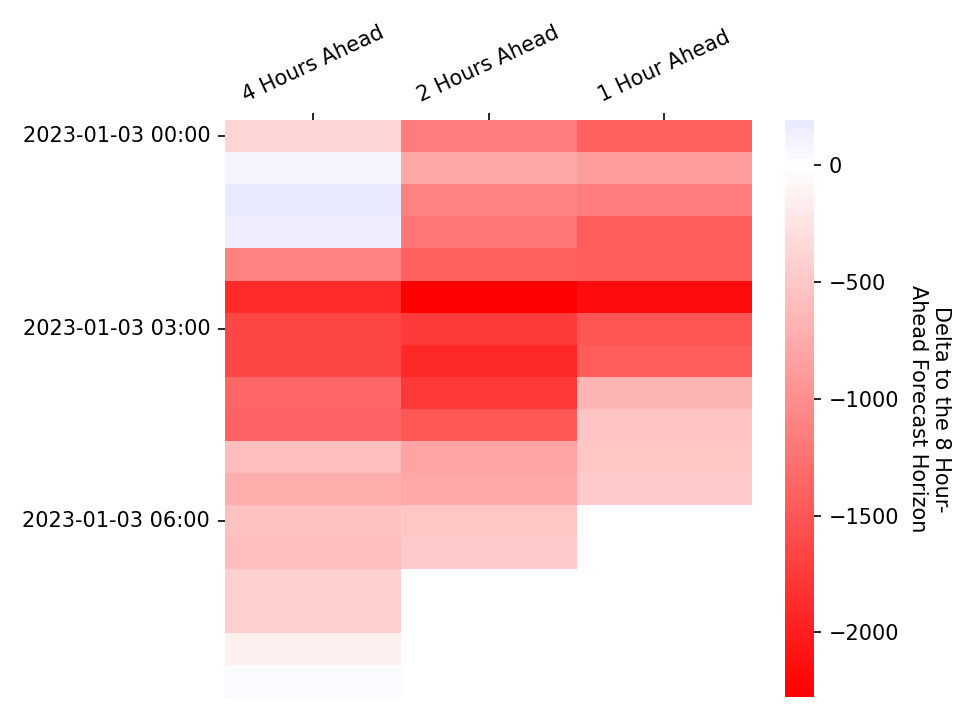 4 Hours Ahead
2 Hours Ahead
1 Hour Ahead
2023-01-03 00:00
2023-01-03 03:00
2023-01-03 06:00
0
−500
−1000
−1500
−2000
Delta to the 8 Hour-
Ahead Forecast Horizon